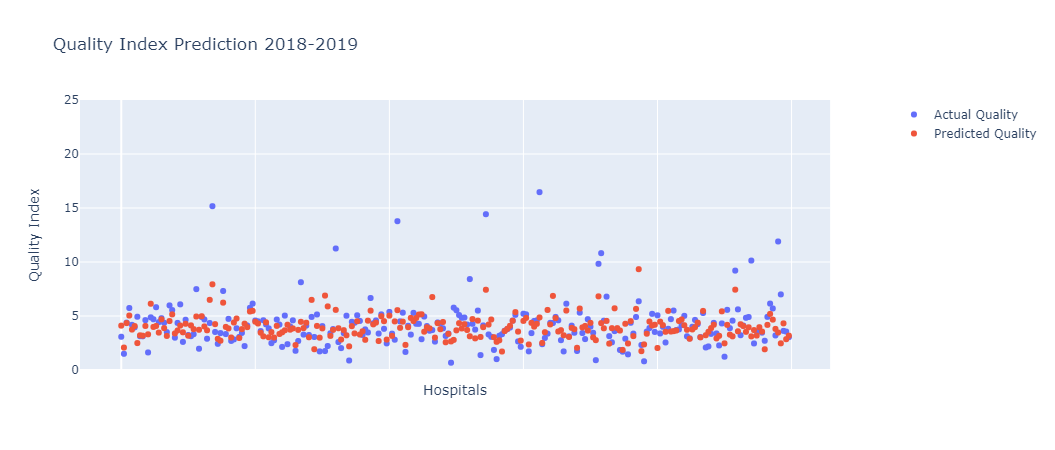 Quality Index Prediction 2018-2019
25
20
15
10
5
0
Quality Index
Hospitals
Actual Quality
Predicted Quality